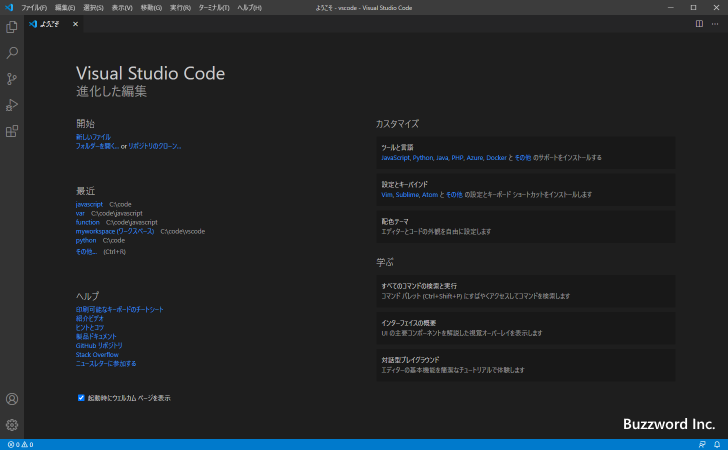 ファイル(F) 編集(E) 選択(S) 表示(V) 移動(G) 実行(R) ターミナル(T) ヘルプ(H) ようこそ - vscode - Visual Studio Code
ようこそ
Visual Studio Code
進化した編集
開始
新しいファイル
フォルダーを開く... or リポジトリのクローン...
最近
javascript C:\code
var C:\code\javascript
function C:\code\javascript
myworkspace (ワークスペース) C:\code\vscode
python C:\code
その他... (Ctrl+R)
ヘルプ
印刷可能なキーボードのチートシート
紹介ビデオ
ヒントとコツ
製品ドキュメント
GitHub リポジトリ
Stack Overflow
ニュースレターに参加する
起動時にウェルカム ページを表示
カスタマイズ
ツールと言語
JavaScript, Python, Java, PHP, Azure, Docker と その他 のサポートをインストールする
設定とキーバインド
Vim, Sublime, Atom と その他 の設定とキーボード ショートカットをインストールします
配色テーマ
エディターとコードの外観を自由に設定します
学ぶ
すべてのコマンドの検索と実行
コマンド パレット (Ctrl+Shift+P) にすばやくアクセスしてコマンドを検索します
インターフェイスの概要
UI の主要コンポーネントを解説した視覚オーバーレイを表示します
対話型プレイグラウンド
エディターの基本機能を簡潔なチュートリアルで体験します
Buzzword Inc.
0 0